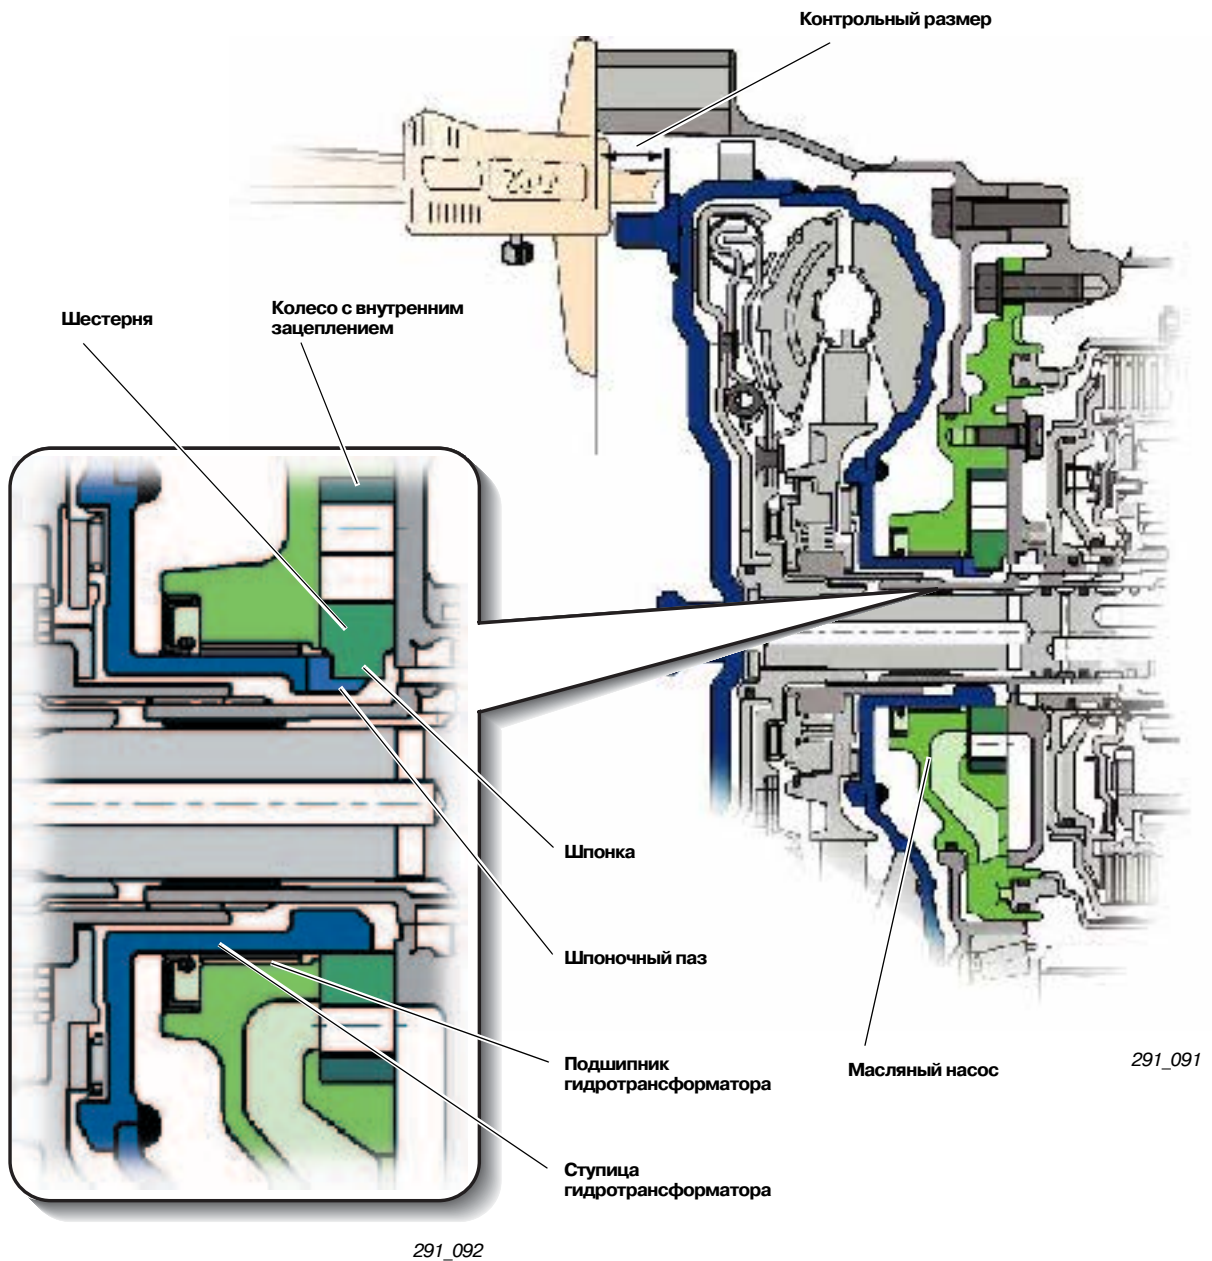 Контрольный размер
Шестерня
Колесо с внутренним
зацеплением
Шпонка
Шпоночный паз
Подшипник
гидротрансформатора
Масляный насос
291_091
Ступица
гидротрансформатора
291_092